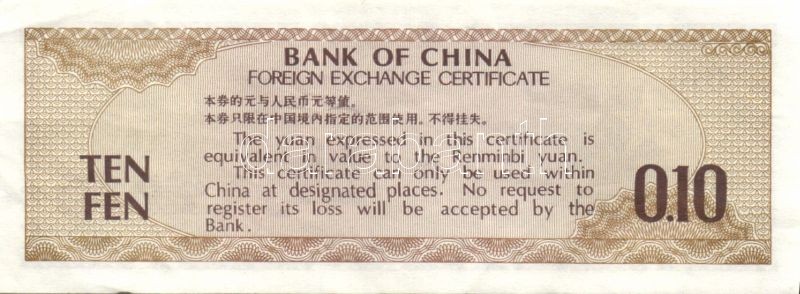 BANK OF CHINA
FOREIGN EXCHANGE CERTIFICATE
本券的元与人民币元等值。
本券只限在中国境内指定的范围使用。不得挂失。
The yuan expressed in this certificate is
equivalent in value to the Renminbi yuan.
This certificate can only be used within
China at designated places. No request to
register its loss will be accepted by the
Bank.
TEN
FEN
0.10